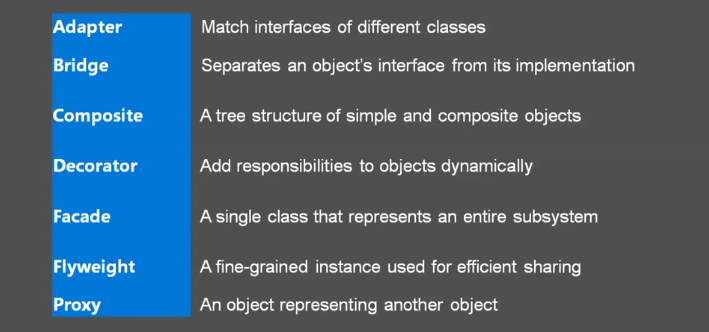 Adapter Match interfaces of different classes
Bridge Separates an object's interface from its implementation
Composite A tree structure of simple and composite objects
Decorator Add responsibilities to objects dynamically
Facade A single class that represents an entire subsystem
Flyweight A fine-grained instance used for efficient sharing
Proxy An object representing another object